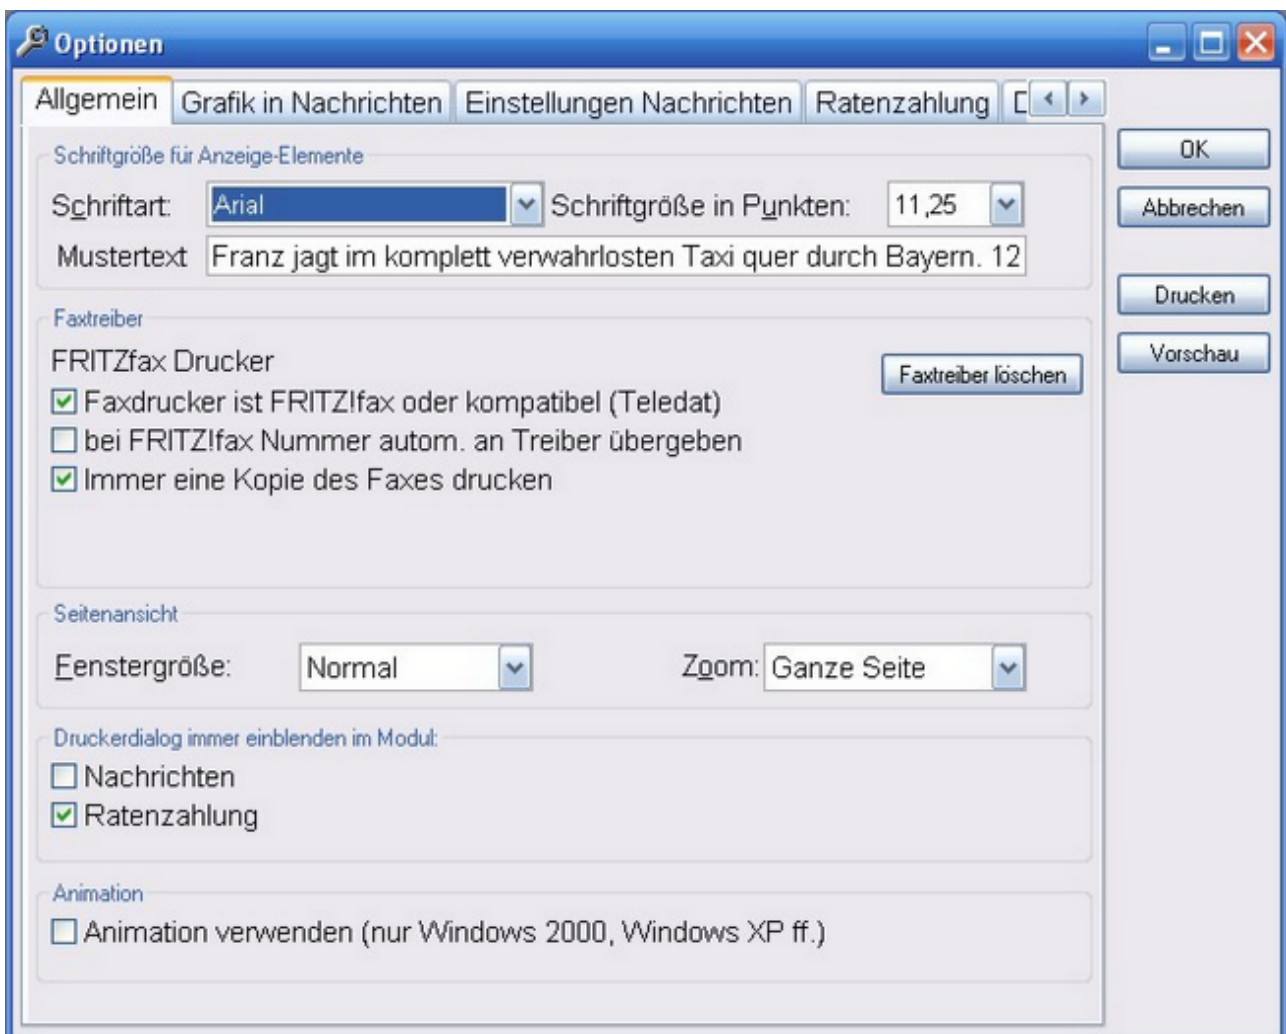 Optionen
Allgemein Grafik in Nachrichten Einstellungen Nachrichten Ratenzahlung
Schriftgröße für Anzeige-Elemente
Schriftart: Arial Schriftgröße in Punkten: 11,25
Mustertext Franz jagt im komplett verwahrlosten Taxi quer durch Bayern. 12
Faxtreiber
FRITZfax Drucker
Faxtreiber löschen
Faxdrucker ist FRITZ!fax oder kompatibel (Teledat)
bei FRITZ!fax Nummer autom. an Treiber übergeben
Immer eine Kopie des Faxes drucken
Seitenansicht
Fenstergröße: Normal Zoom: Ganze Seite
Druckerdialog immer einblenden im Modul:
Nachrichten
Ratenzahlung
Animation
Animation verwenden (nur Windows 2000, Windows XP ff.)
OK
Abbrechen
Drucken
Vorschau